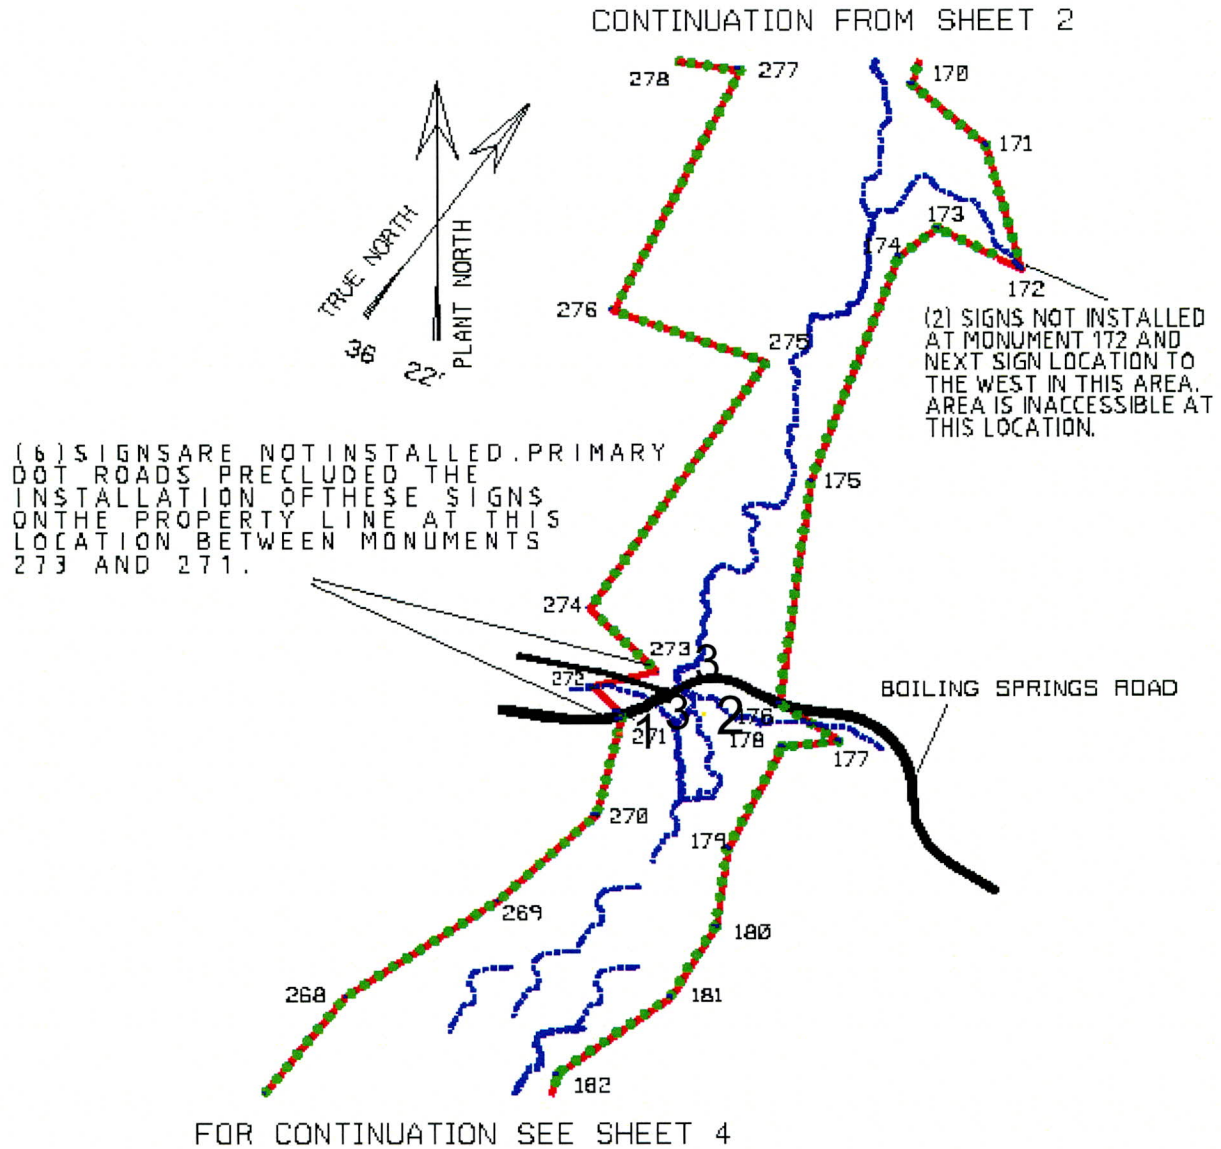 CONTINUATION FROM SHEET 2
278
277
170
171
173
174
172
TRUE NORTH
PLANT NORTH
36
22'
276
275
(2) SIGNS NOT INSTALLED
AT MONUMENT 172 AND
NEXT SIGN LOCATION TO
THE WEST IN THIS AREA.
AREA IS INACCESSIBLE AT
THIS LOCATION.
(6)SIGNSARE NOTINSTALLED.PRIMARY
DOT ROADS PRECLUDED THE
INSTALLATION OFTHESE SIGNS
ONTHE PROPERTY LINE AT THIS
LOCATION BETWEEN MONUMENTS
273 AND 271.
175
274
273
3
272
BOILING SPRINGS ROAD
1
3
2
176
271
178
177
270
179
269
180
268
181
182
FOR CONTINUATION SEE SHEET 4